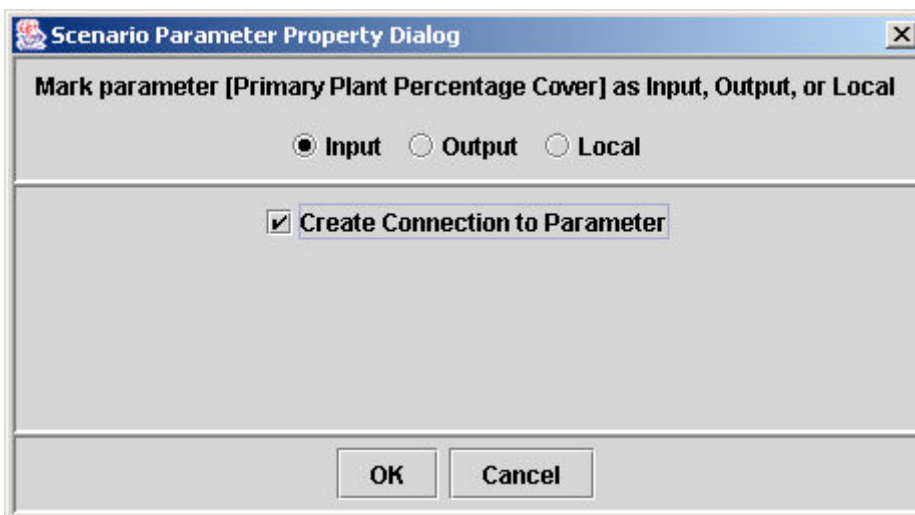 Scenario Parameter Property Dialog
Mark parameter [Primary Plant Percentage Cover] as Input, Output, or Local
Input Output Local
Create Connection to Parameter
OK Cancel